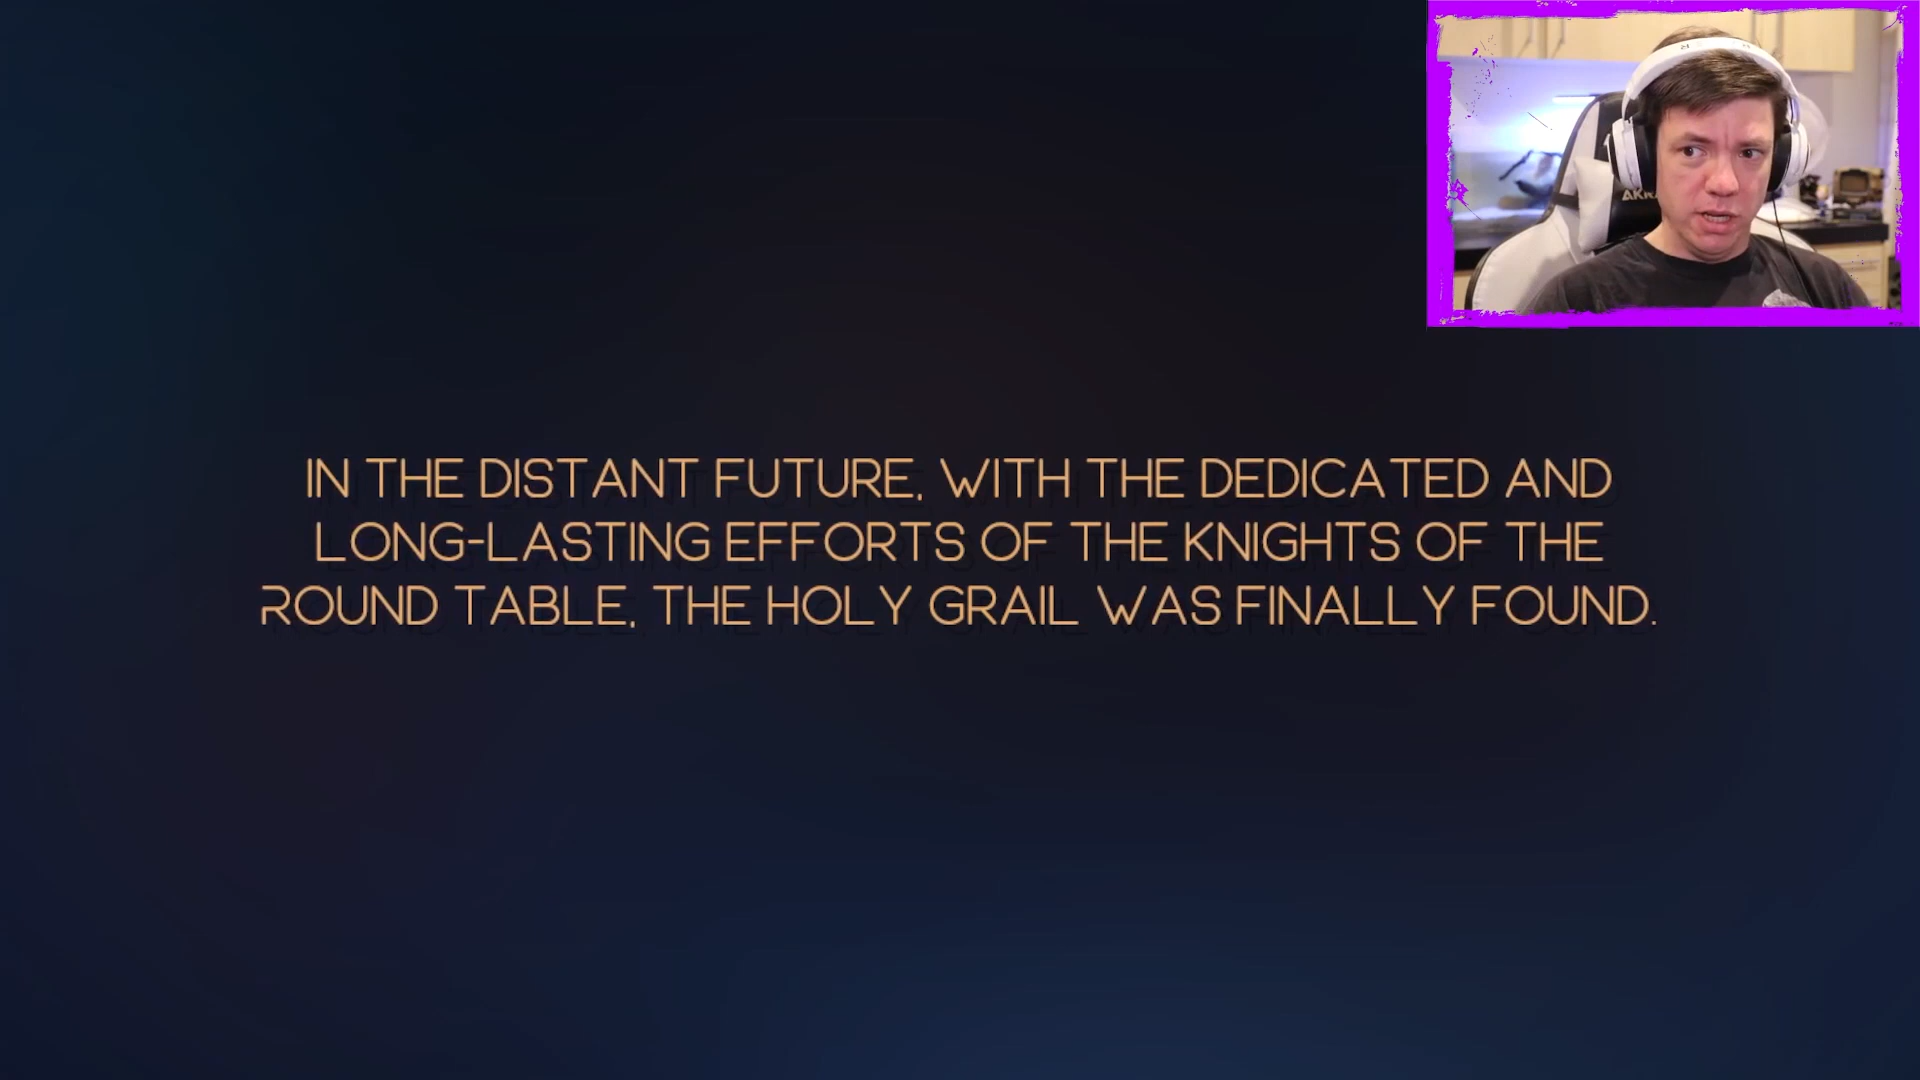 IN THE DISTANT FUTURE, WITH THE DEDICATED AND
LONG-LASTING EFFORTS OF THE KNIGHTS OF THE
ROUND TABLE, THE HOLY GRAIL WAS FINALLY FOUND.